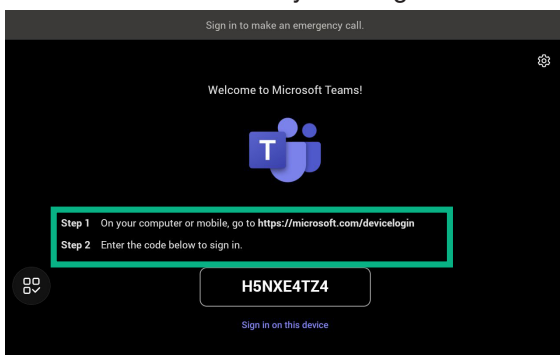 Sign in to make an emergency call.
Welcome to Microsoft Teams!
T
Step 1 On your computer or mobile, go to https://microsoft.com/devicelogin
Step 2 Enter the code below to sign in.
H5NXE4TZ4
Sign in on this device